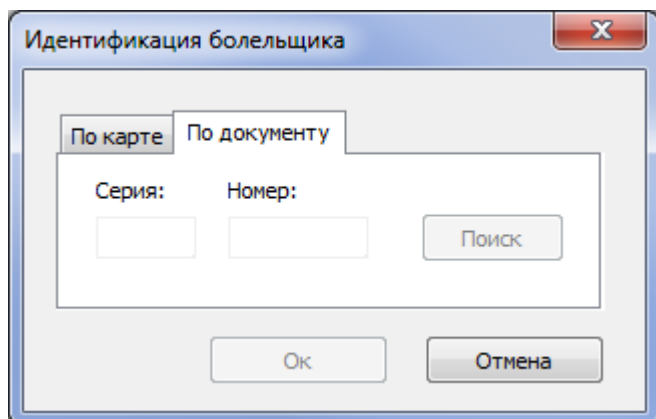 Идентификация болельщика
По карте По документу
Серия: Номер:
Поиск
Ок Отмена